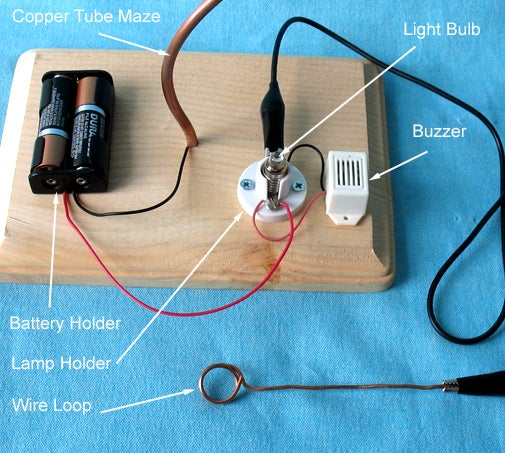 Copper Tube Maze
Light Bulb
Buzzer
DURA
Battery Holder
Lamp Holder
Wire Loop